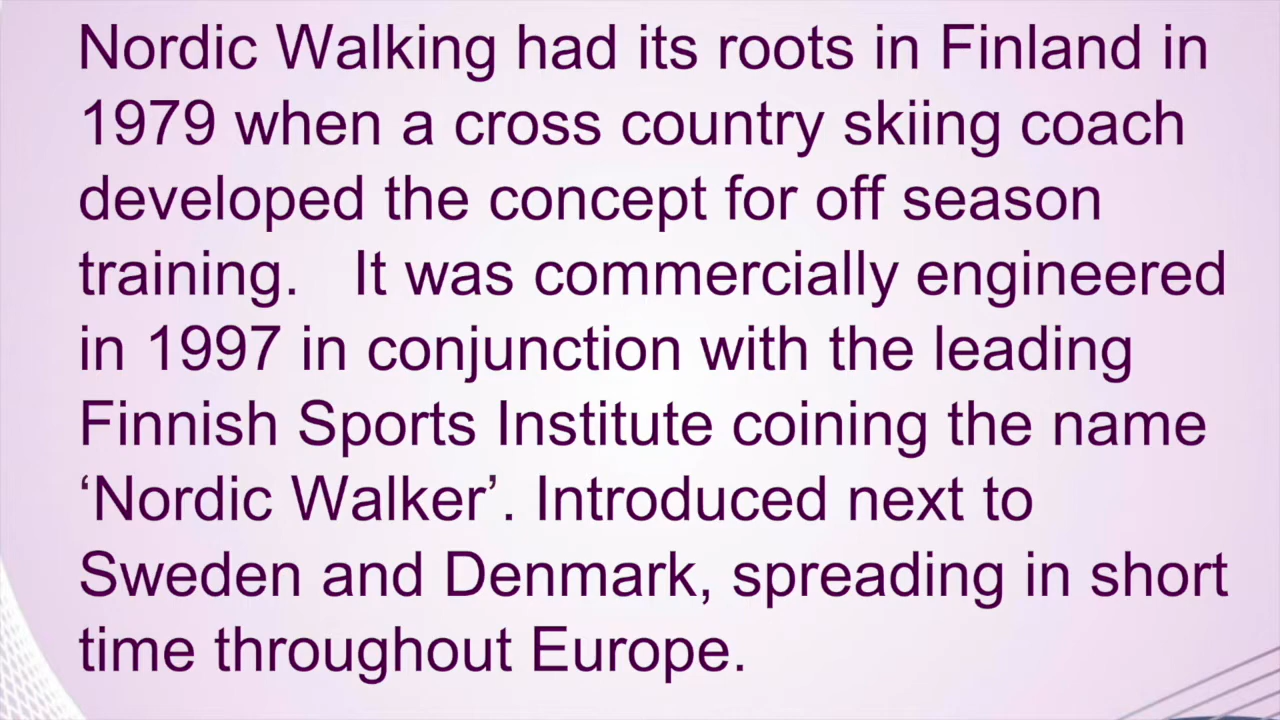 Nordic Walking had its roots in Finland in
1979 when a cross country skiing coach
developed the concept for off season
training.   It was commercially engineered
in 1997 in conjunction with the leading
Finnish Sports Institute coining the name
‘Nordic Walker’. Introduced next to
Sweden and Denmark, spreading in short
time throughout Europe.